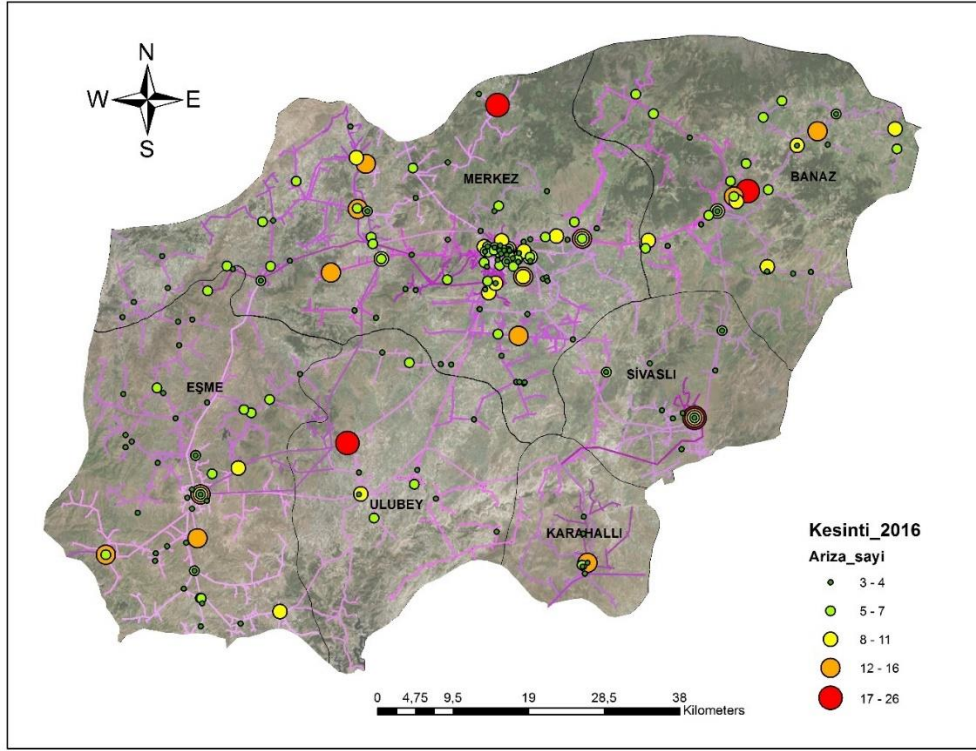 N
W E
S
MERKEZ
BANAZ
EŞME
SİVASLI
ULUBEY
KARAHALLI
Kesinti_2016
Ariza_sayi
3 - 4
5 - 7
8 - 11
12 - 16
17 - 26
0 4,75 9,5 19 28,5 38
Kilometers